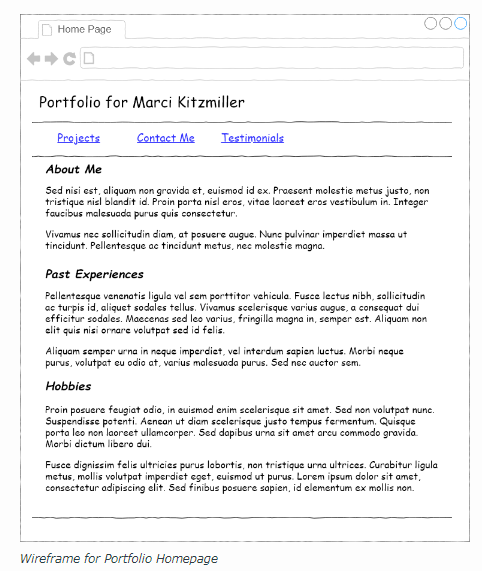 Home Page
Portfolio for Marci Kitzmiller
Projects Contact Me Testimonials
About Me
Sed nisi est, aliquam non gravida et, euismod id ex. Praesent molestie metus justo, non
tristique nisl blandit id. Proin porta nisl eros, vitae laoreet eros vestibulum in. Integer
faucibus malesuada purus quis consectetur.
Vivamus nec sollicitudin diam, at posuere augue. Nunc pulvinar imperdiet massa ut
tincidunt. Pellentesque ac tincidunt metus, nec molestie magna.
Past Experiences
Pellentesque venenatis ligula vel sem porttitor vehicula. Fusce lectus nibh, sollicitudin
ac turpis id, aliquet sodales tellus. Vivamus scelerisque varius augue, a consequat dui
efficitur sodales. Maecenas sed leo varius, fringilla magna in, semper est. Aliquam non
elit quis nisi ornare volutpat sed id felis.
Aliquam semper urna in neque imperdiet, vel interdum sapien luctus. Morbi neque
purus, volutpat eu odio at, varius malesuada purus. Sed nec auctor sem.
Hobbies
Proin posuere feugiat odio, in euismod enim scelerisque sit amet. Sed non volutpat nunc.
Suspendisse potenti. Aenean ut diam scelerisque justo tempus fermentum. Quisque
porta leo non laoreet ullamcorper. Sed dapibus urna sit amet arcu commodo gravida.
Morbi dictum libero dui.
Fusce dignissim felis ultricies purus lobortis, non tristique urna ultrices. Curabitur ligula
metus, mollis volutpat imperdiet eget, euismod ut purus. Lorem ipsum dolor sit amet,
consectetur adipiscing elit. Sed finibus posuere sapien, id elementum ex mollis non.
Wireframe for Portfolio Homepage